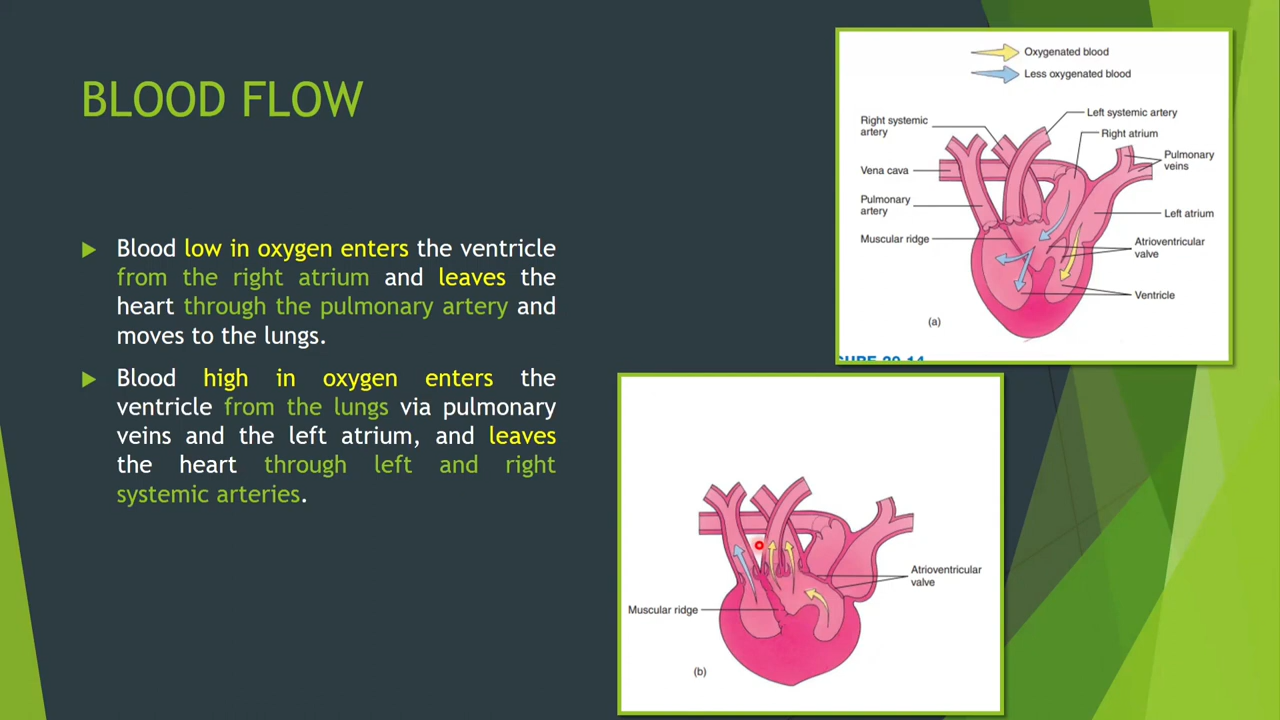 BLOOD FLOW
Blood low in oxygen enters the ventricle
from the right atrium and leaves the
heart through the pulmonary artery and
moves to the lungs.
Blood high in oxygen enters the
ventricle from the lungs via pulmonary
veins and the left atrium, and leaves
the heart through left and right
systemic arteries.
Oxygenated blood
Less oxygenated blood
Left systemic artery
Right systemic
artery
Right atrium
Pulmonary
veins
Vena cava
Pulmonary
artery
Left atrium
Muscular ridge
Atrioventricular
valve
Ventricle
(a)
Atrioventricular
valve
Muscular ridge
(b)